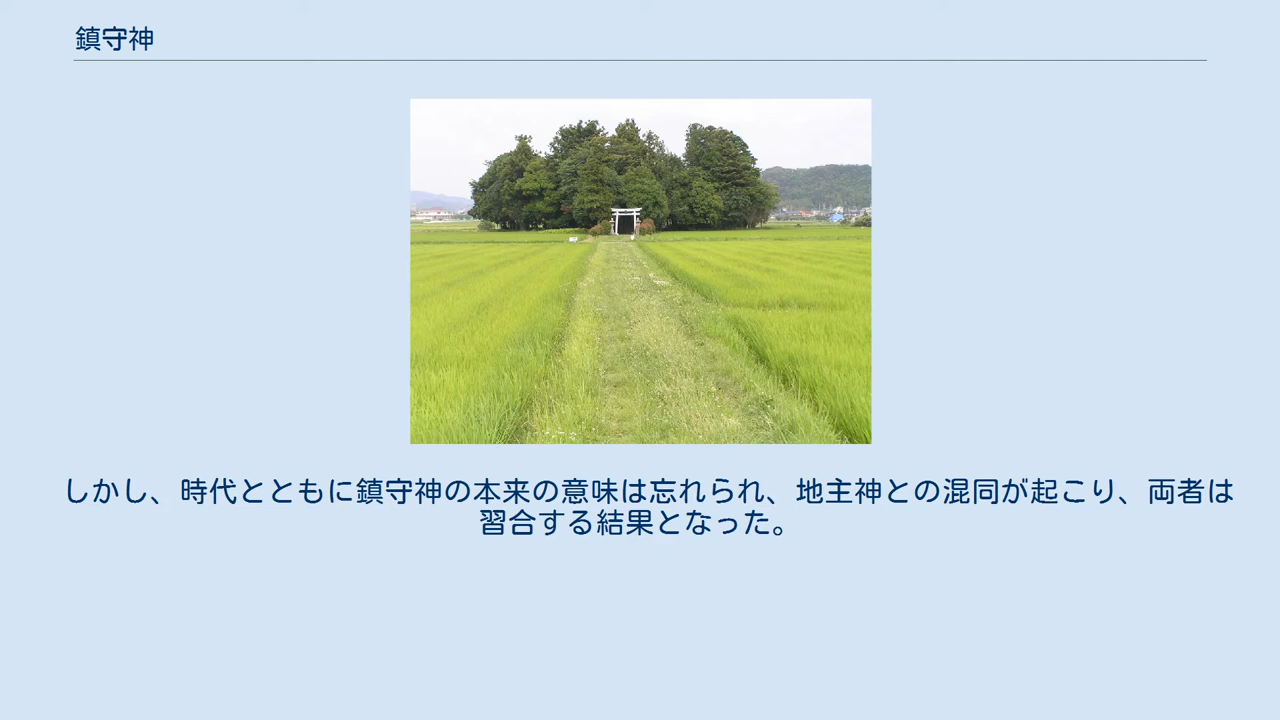 鎮守神
しかし、時代とともに鎮守神の本来の意味は忘れられ、地主神との混同が起こり、両者は
習合する結果となった。